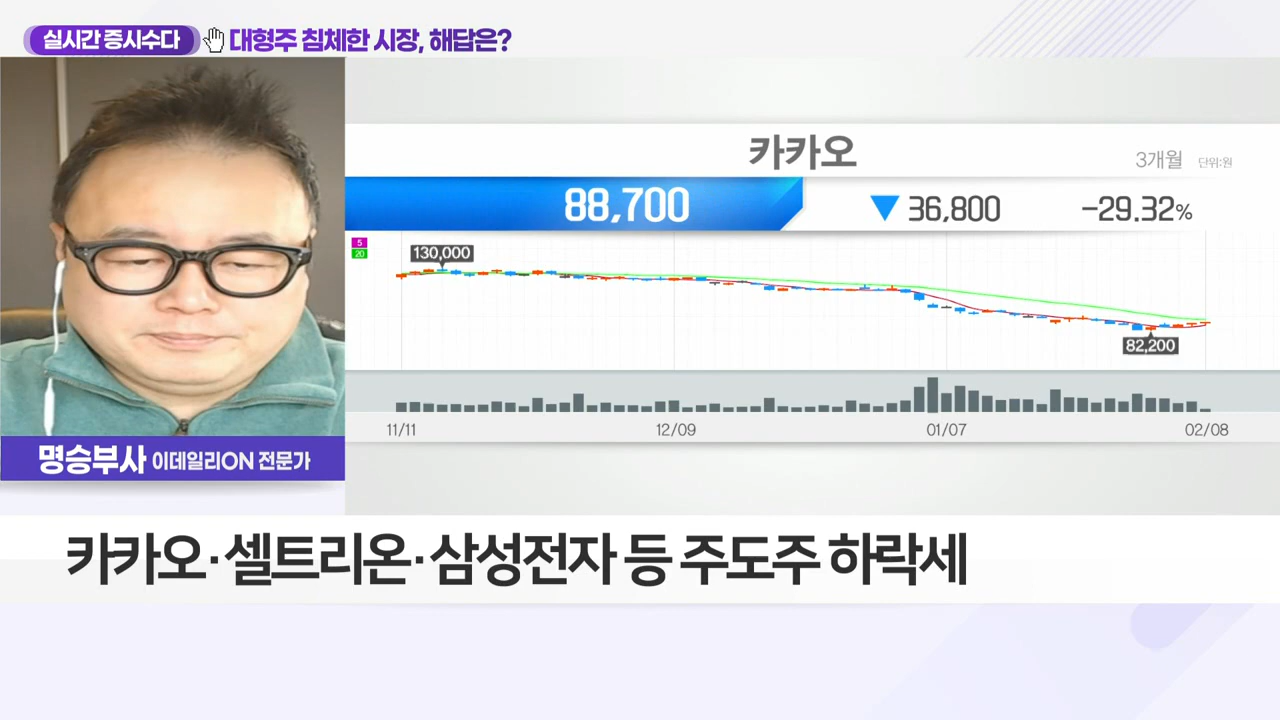 실시간 증시수다 대형주 침체한 시장, 해답은?
카카오
3개월 단위:원
88,700 ▼ 36,800 -29.32%
5
20
130,000
82,200
11/11 12/09 01/07 02/08
명승부사 이데일리ON 전문가
카카오·셀트리온·삼성전자 등 주도주 하락세